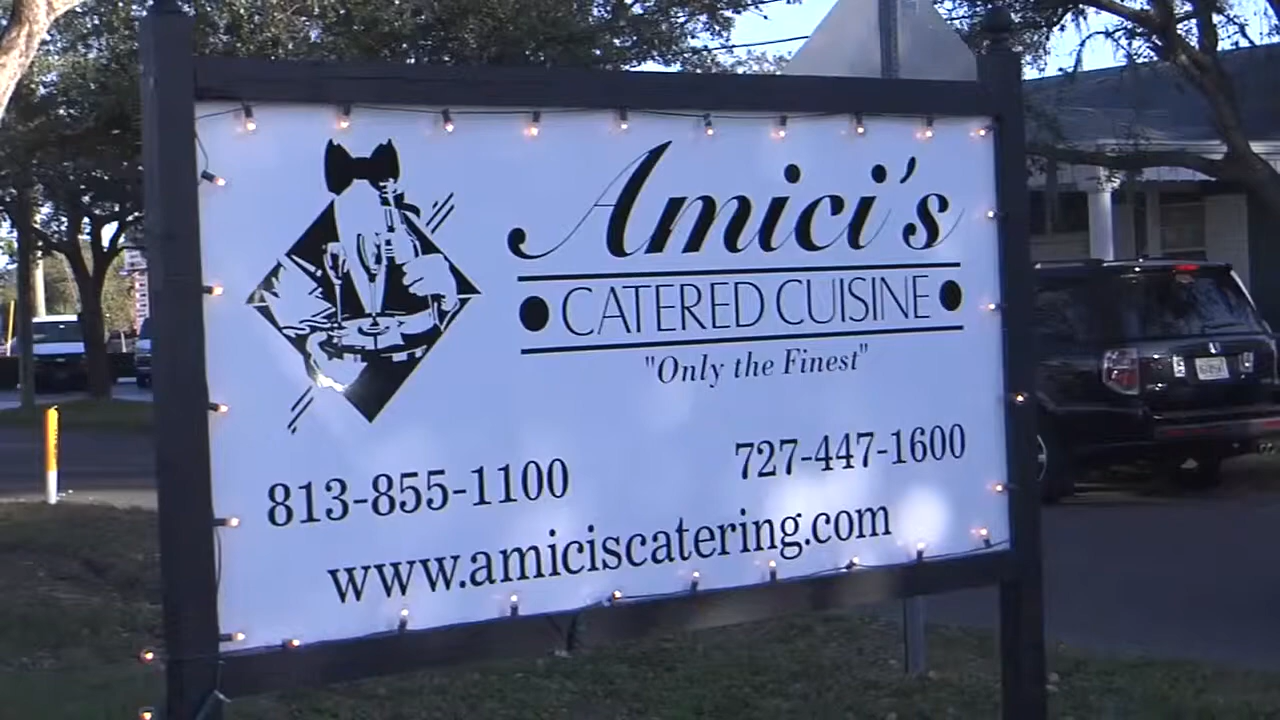 Amici's
• CATERED CUISINE •
"Only the Finest"
813-855-1100
727-447-1600
www.amiciscatering.com